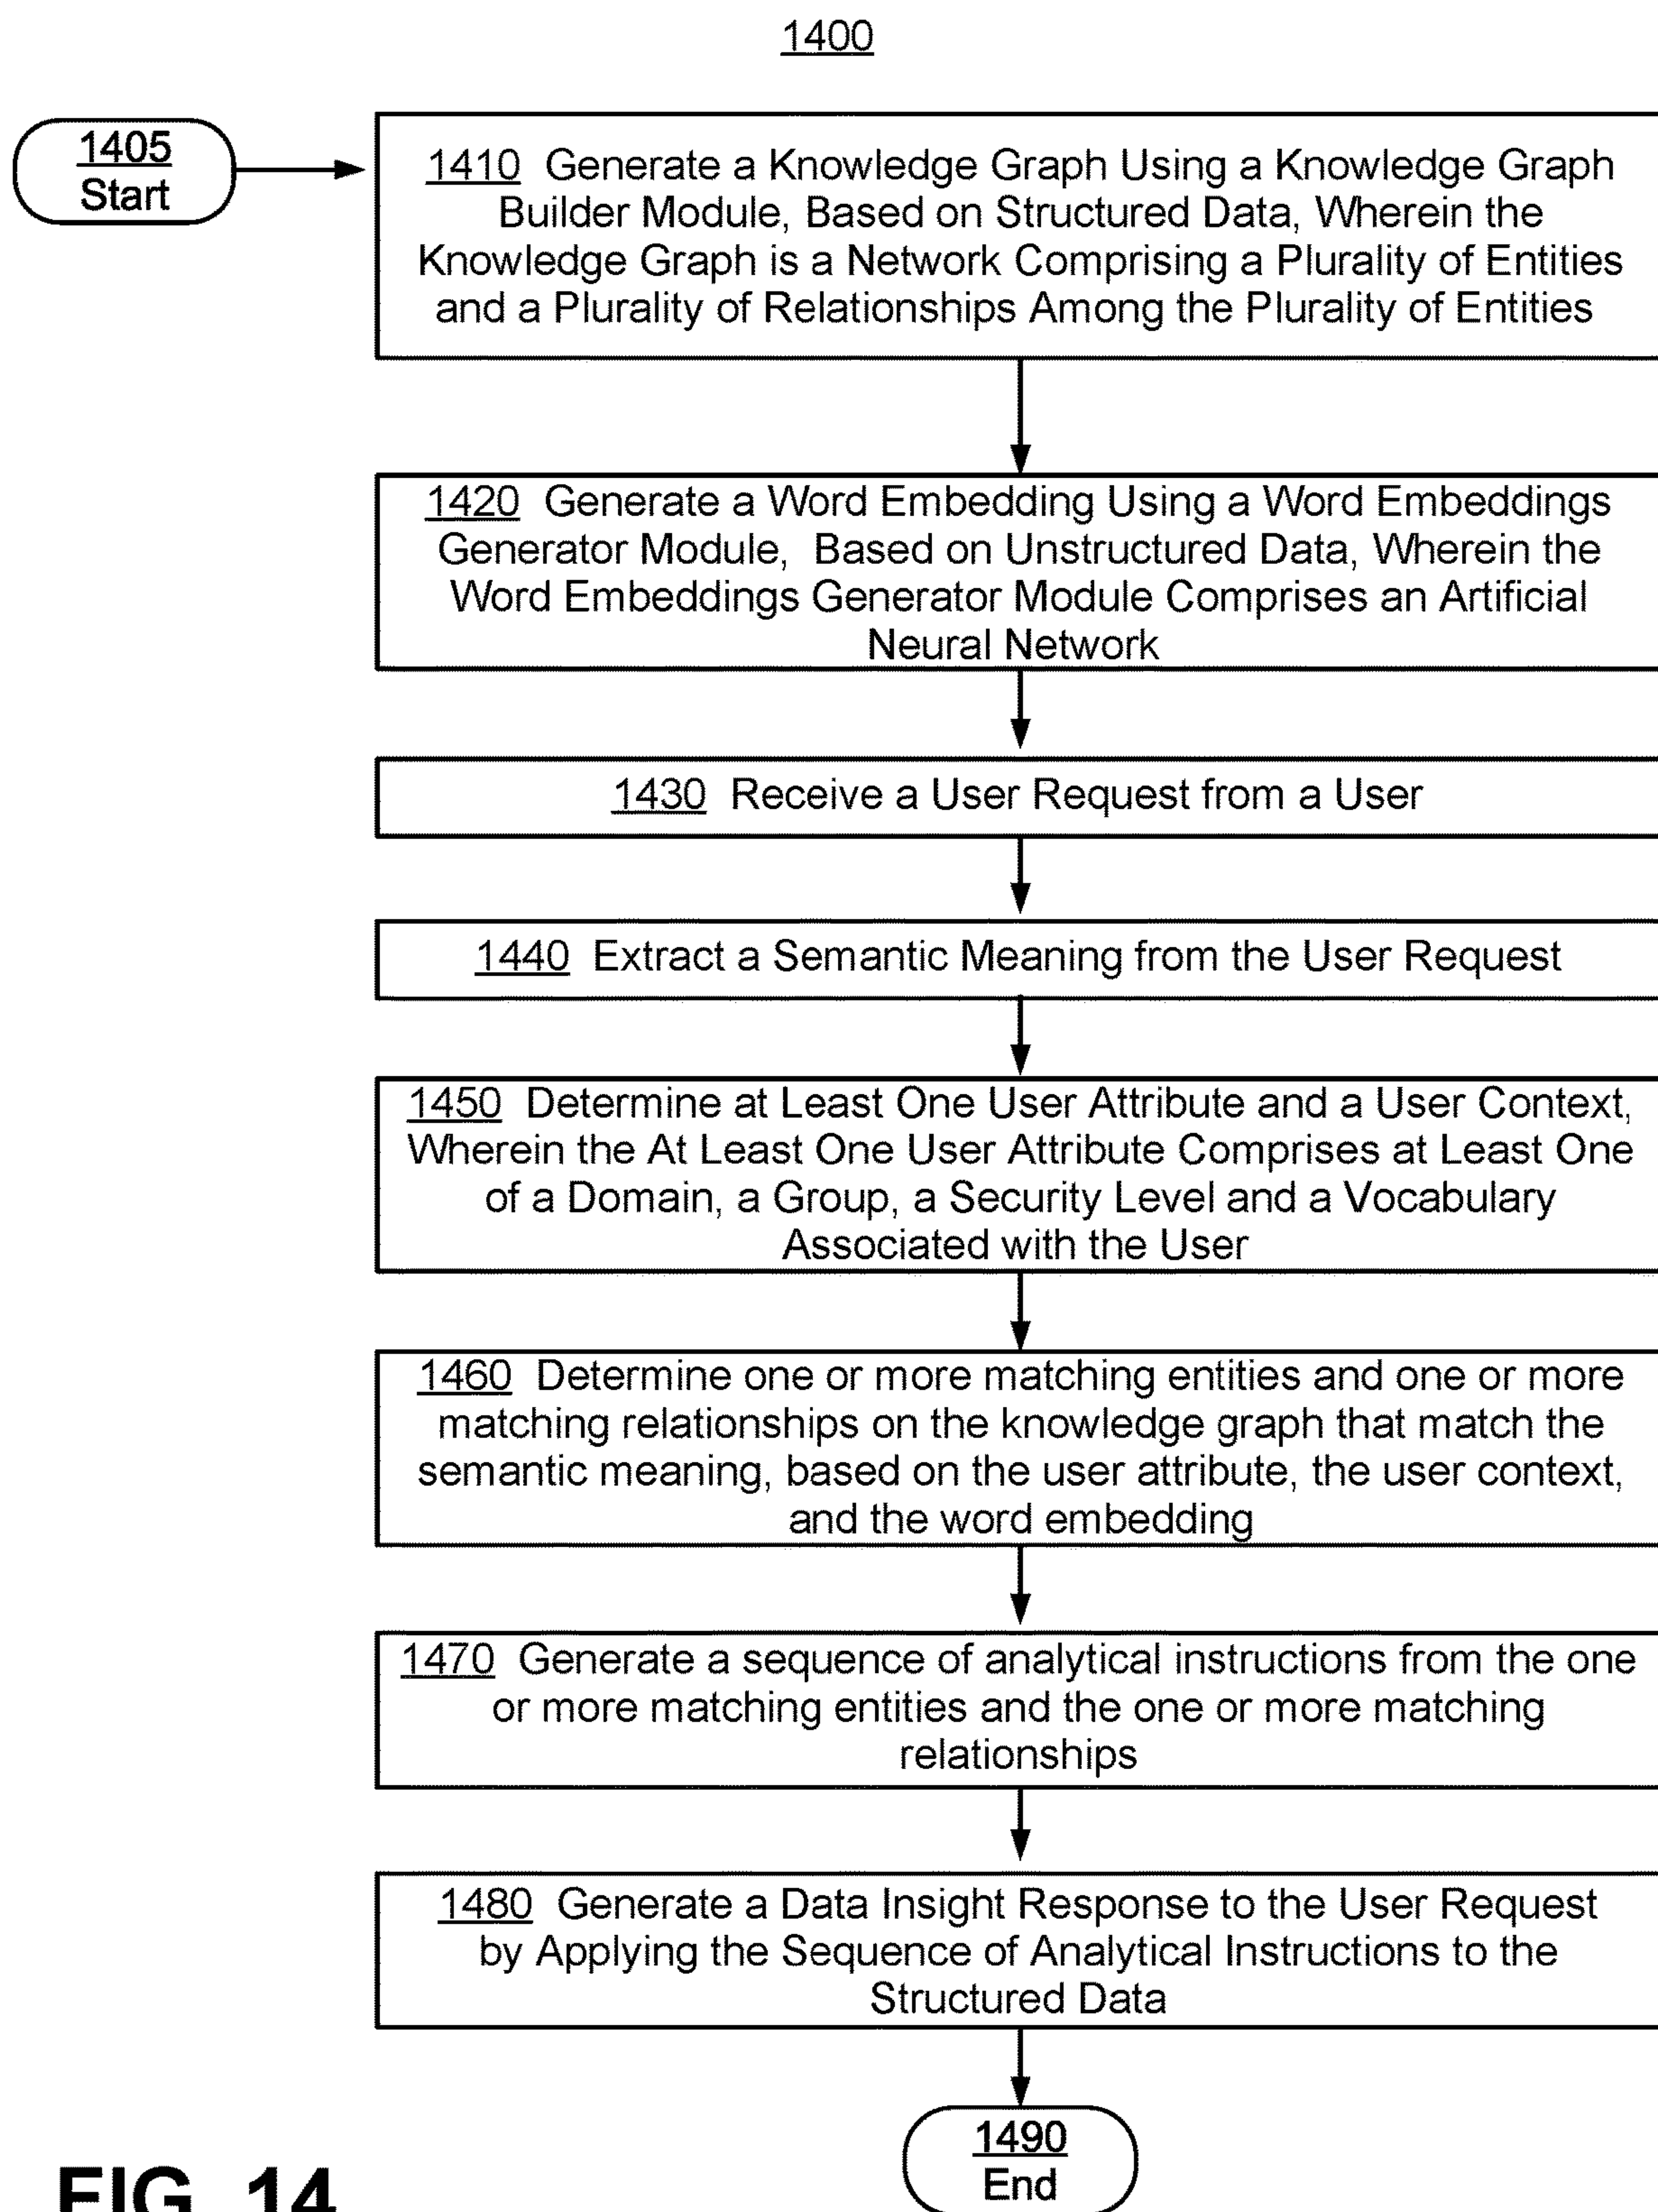 1400
1405
Start
1410 Generate a Knowledge Graph Using a Knowledge Graph
Builder Module, Based on Structured Data, Wherein the
Knowledge Graph is a Network Comprising a Plurality of Entities
and a Plurality of Relationships Among the Plurality of Entities
1420 Generate a Word Embedding Using a Word Embeddings
Generator Module, Based on Unstructured Data, Wherein the
Word Embeddings Generator Module Comprises an Artificial
Neural Network
1430 Receive a User Request from a User
1440 Extract a Semantic Meaning from the User Request
1450 Determine at Least One User Attribute and a User Context,
Wherein the At Least One User Attribute Comprises at Least One
of a Domain, a Group, a Security Level and a Vocabulary
Associated with the User
1460 Determine one or more matching entities and one or more
matching relationships on the knowledge graph that match the
semantic meaning, based on the user attribute, the user context,
and the word embedding
1470 Generate a sequence of analytical instructions from the one
or more matching entities and the one or more matching
relationships
1480 Generate a Data Insight Response to the User Request
by Applying the Sequence of Analytical Instructions to the
Structured Data
1490
End
FIG. 14